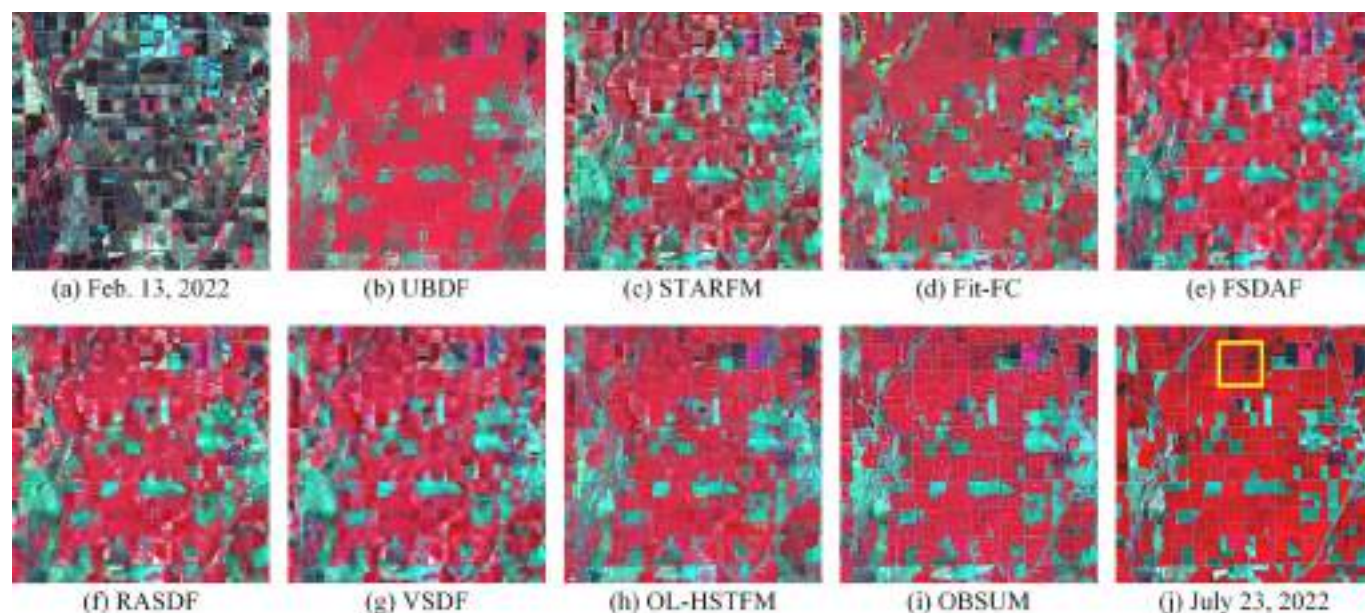 (a) Feb. 13, 2022
(b) UBDF
(c) STARFM
(d) Fit-FC
(e) FSDAF
(f) RASDF
(g) VSDF
(h) OL-HSTFM
(i) OBSUM
(j) July 23, 2022